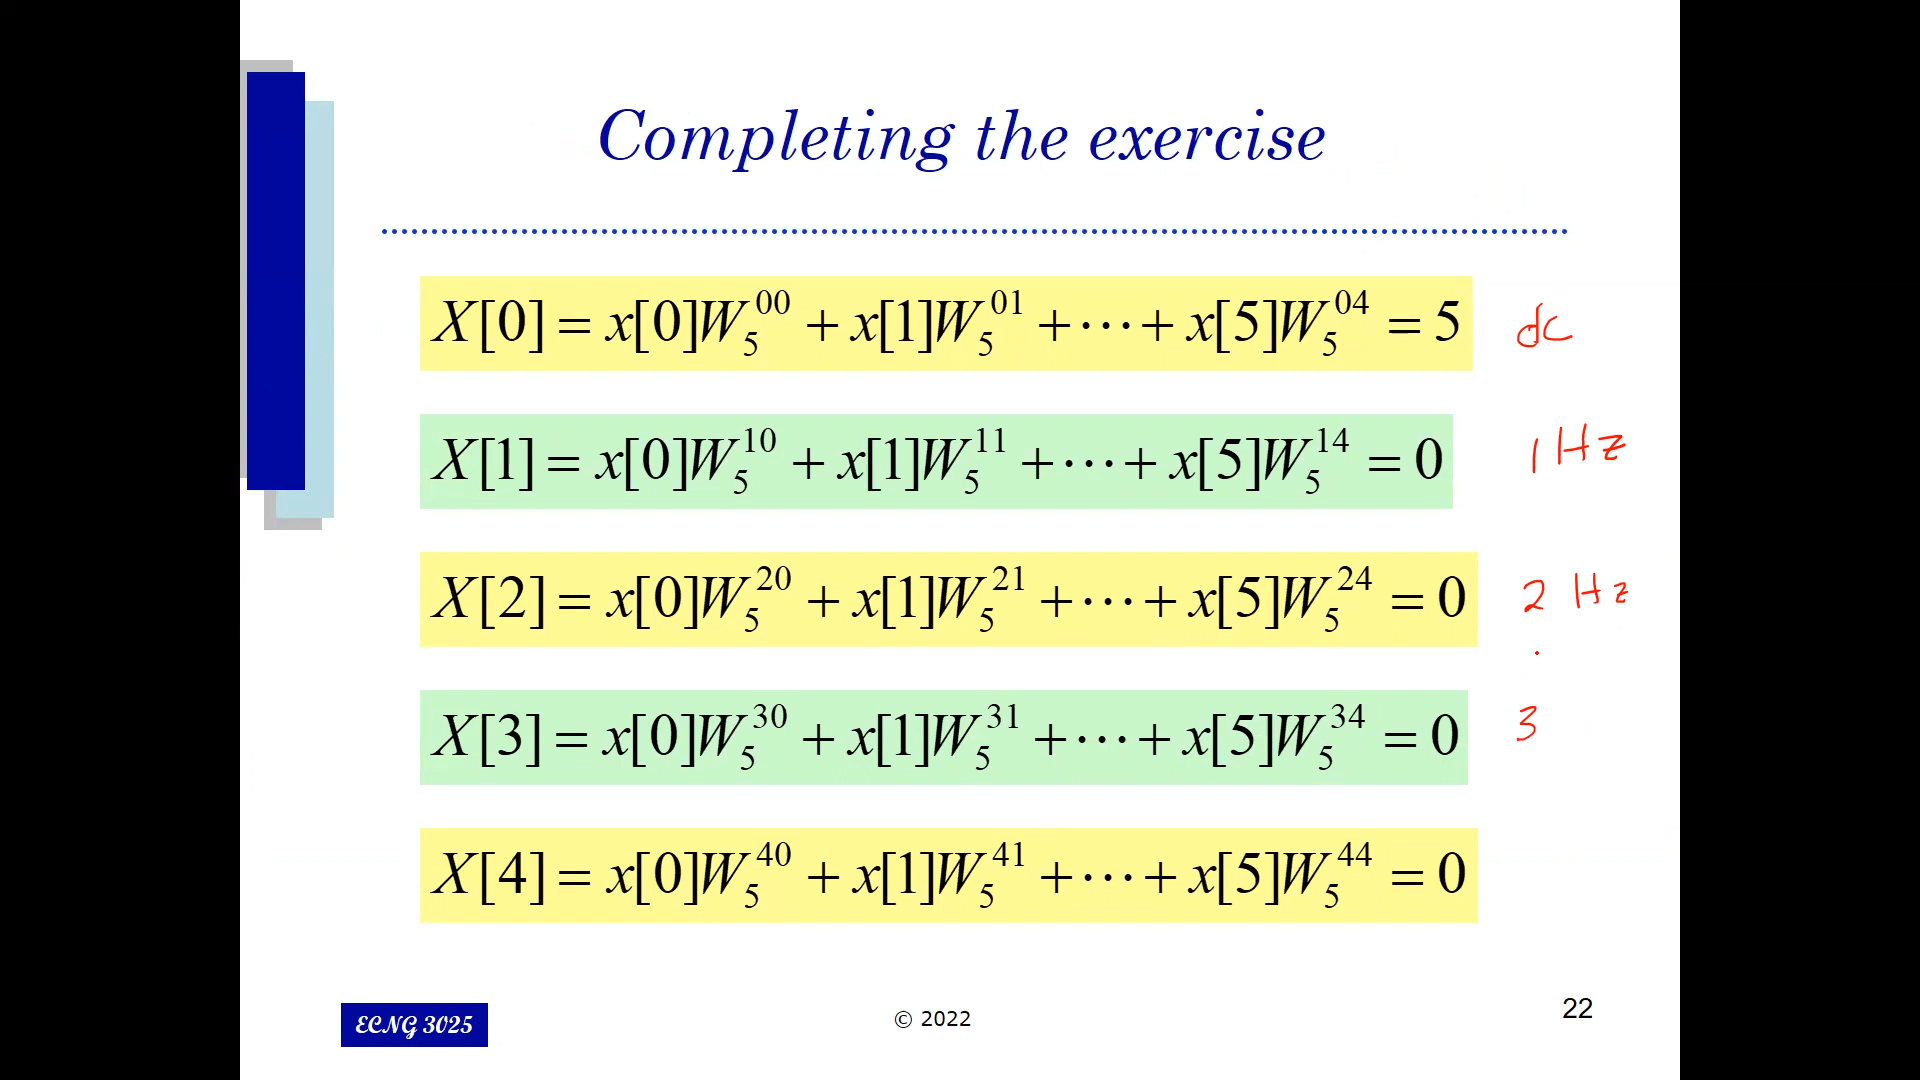 Completing the exercise
X[0] = x[0]W₅⁰⁰ + x[1]W₅⁰¹ + ⋯ + x[5]W₅⁰⁴ = 5 dc
X[1] = x[0]W₅¹⁰ + x[1]W₅¹¹ + ⋯ + x[5]W₅¹⁴ = 0 1 Hz
X[2] = x[0]W₅²⁰ + x[1]W₅²¹ + ⋯ + x[5]W₅²⁴ = 0 2 Hz
X[3] = x[0]W₅³⁰ + x[1]W₅³¹ + ⋯ + x[5]W₅³⁴ = 0 3
X[4] = x[0]W₅⁴⁰ + x[1]W₅⁴¹ + ⋯ + x[5]W₅⁴⁴ = 0
ECNG 3025 © 2022 22